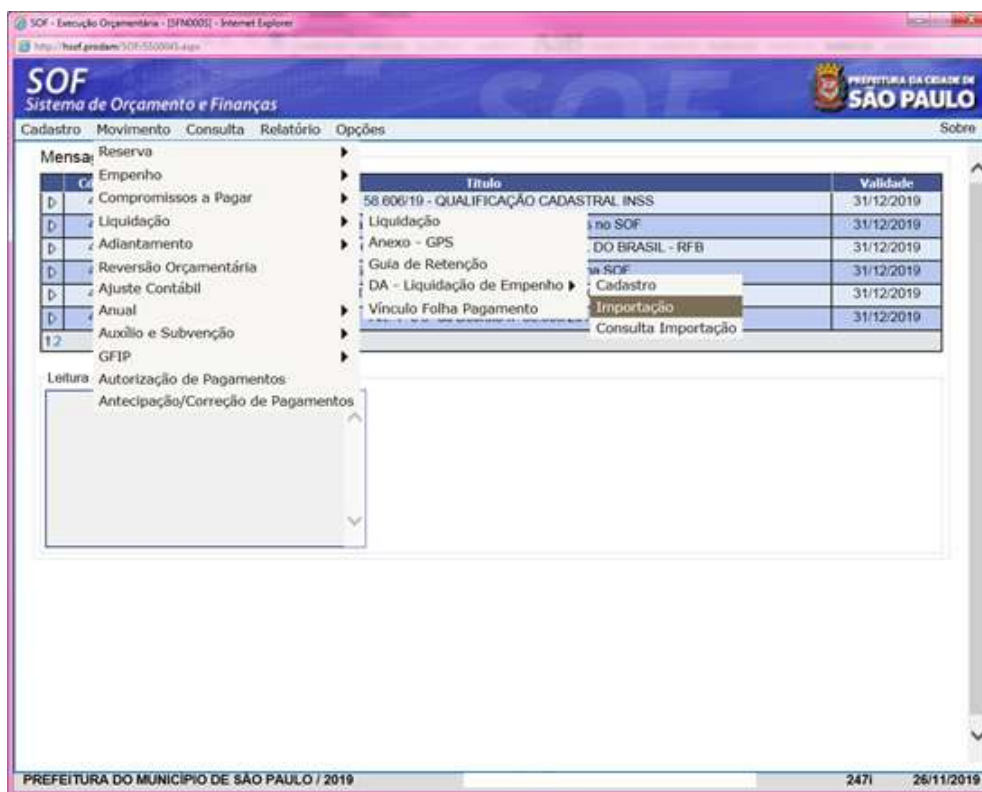 SOF - Execução Orçamentária - [SFN0005] - Internet Explorer
SOF
Sistema de Orçamento e Finanças
PREFEITURA DA CIDADE DE
SÃO PAULO
Cadastro Movimento Consulta Relatório Opções Sobre
Reserva
Empenho
Compromissos a Pagar
Liquidação
Adiantamento
Reversão Orçamentária
Ajuste Contábil
Anual
Auxílio e Subvenção
GFIP
Autorização de Pagamentos
Antecipação/Correção de Pagamentos
Título Validade
58.606/19 - QUALIFICAÇÃO CADASTRAL INSS 31/12/2019
no SOF 31/12/2019
DO BRASIL - RFB 31/12/2019
SOF 31/12/2019
31/12/2019
31/12/2019
Liquidação
Anexo - GPS
Guia de Retenção
DA - Liquidação de Empenho
Vínculo Folha Pagamento
Cadastro
Importação
Consulta Importação
1 2
Leitura
PREFEITURA DO MUNICÍPIO DE SÃO PAULO / 2019 247i 26/11/2019